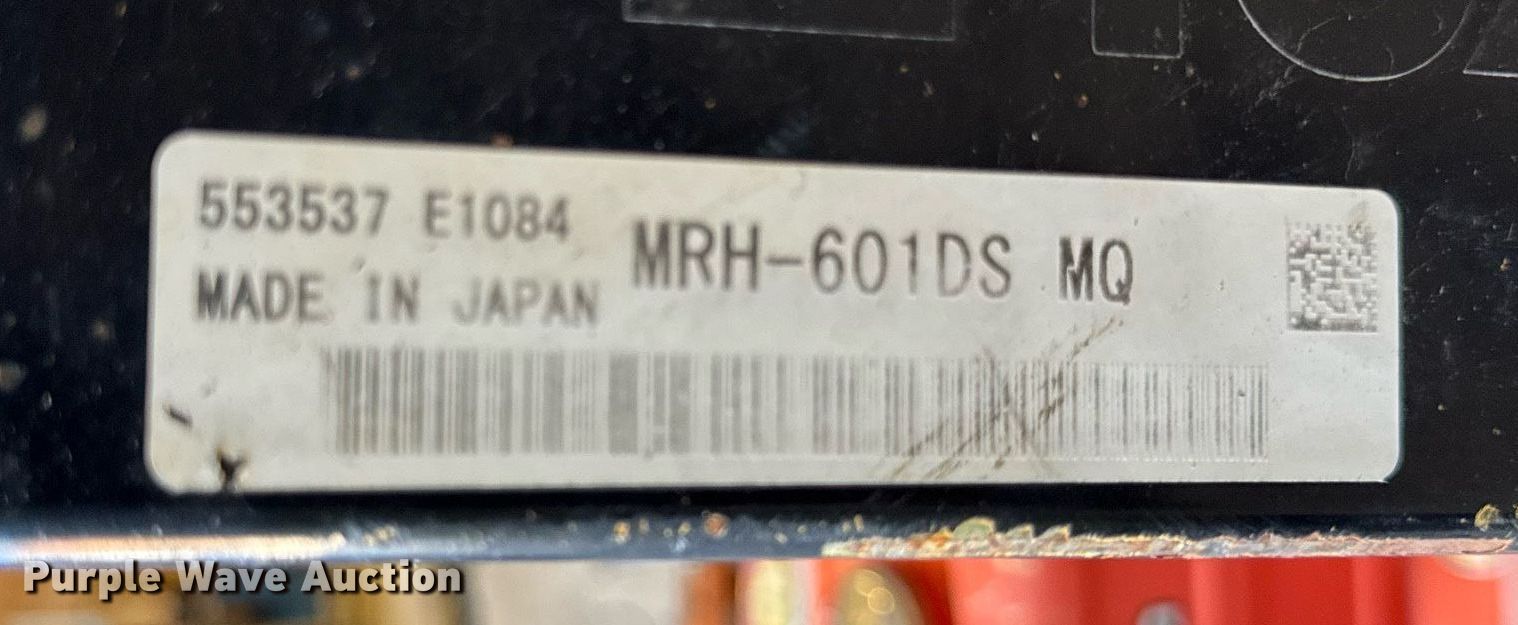 553537 E1084 MRH-601DS MQ
MADE IN JAPAN
Purple Wave Auction